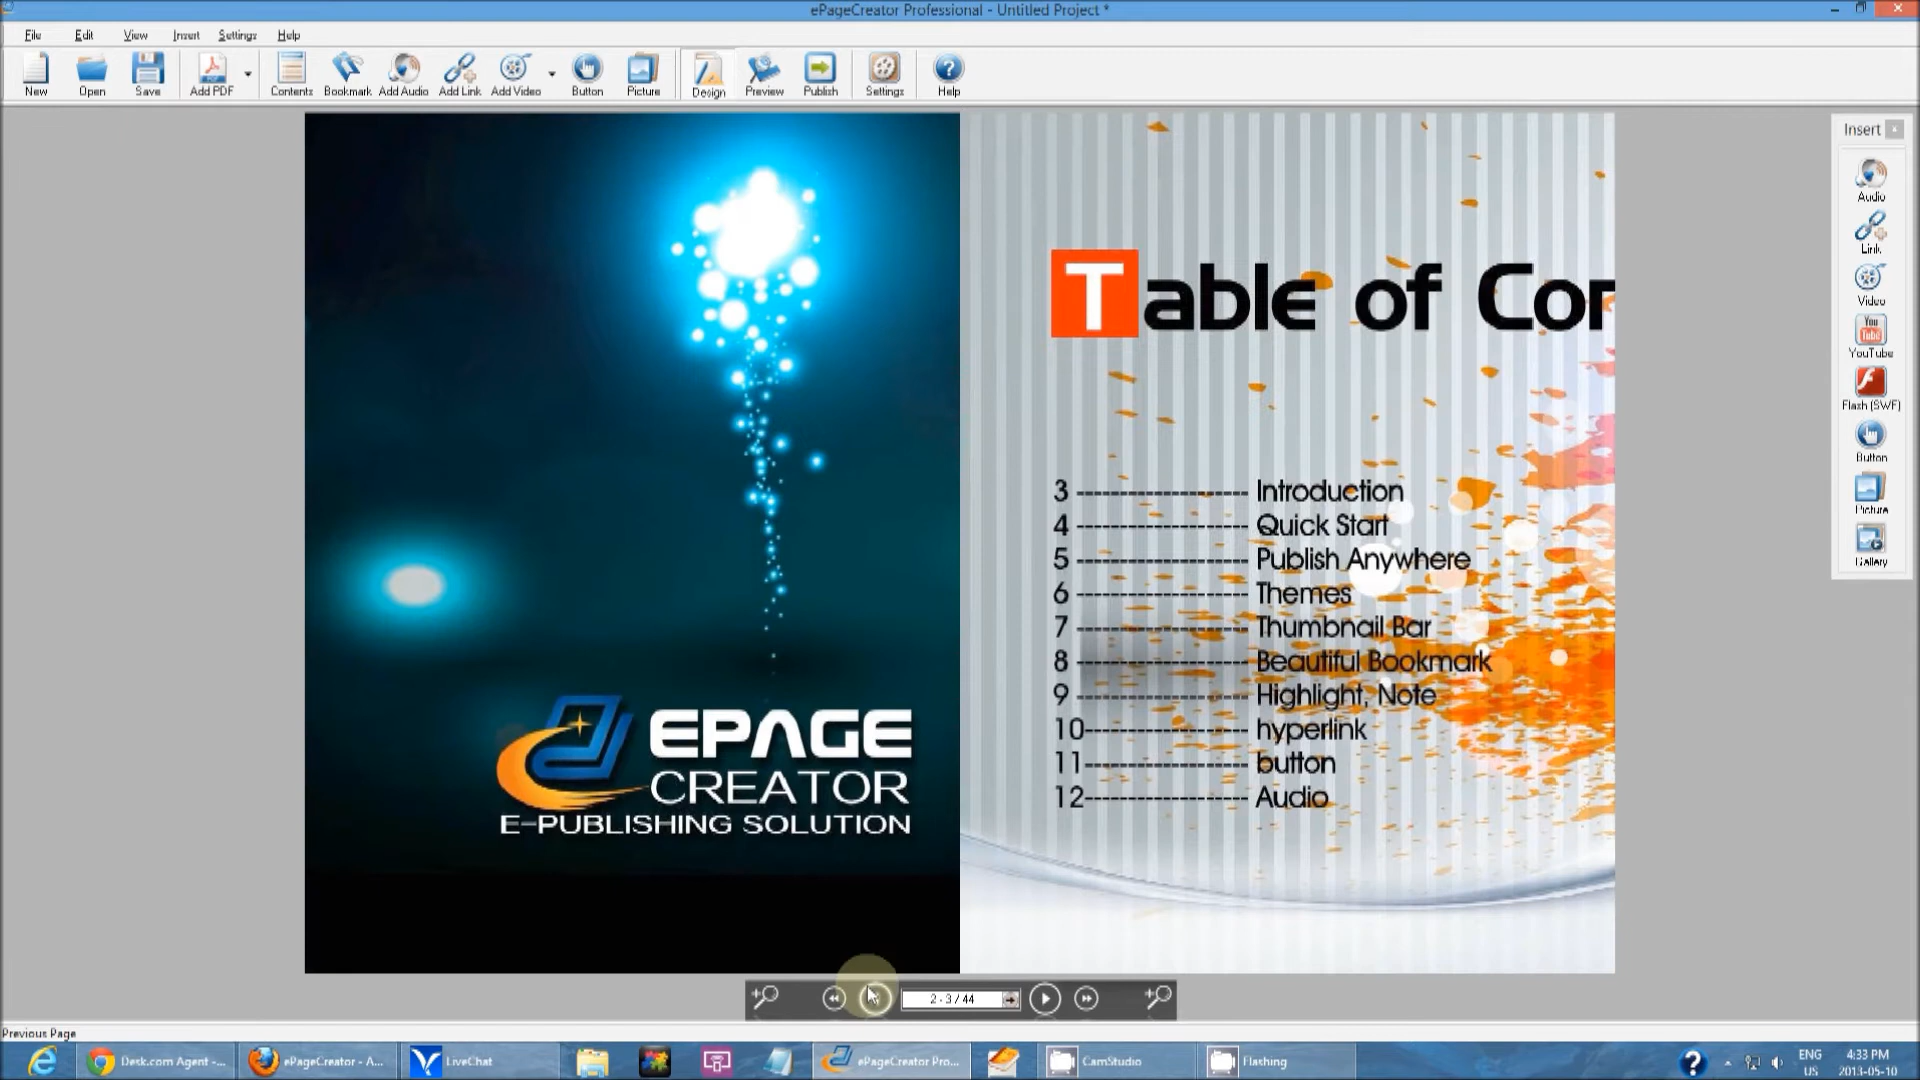 ePageCreator Professional - Untitled Project *
File Edit View Insert Settings Help
New Open Save Add PDF Contents Bookmark Add Audio Add Link Add Video Button Picture Design Preview Publish Settings Help
Insert
Audio
Link
Video
You Tube
YouTube
Flash (SWF)
Button
Picture
Gallery
EPAGE
CREATOR
E-PUBLISHING SOLUTION
Table of Con
3 ---------------------- Introduction
4 ---------------------- Quick Start
5 ---------------------- Publish Anywhere
6 ---------------------- Themes
7 ---------------------- Thumbnail Bar
8 ---------------------- Beautiful Bookmark
9 ---------------------- Highlight, Note
10--------------------- hyperlink
11--------------------- button
12--------------------- Audio
2 - 3 / 44
Previous Page
Desk.com Agent -... ePageCreator - A... LiveChat ePageCreator Pro... CamStudio Flashing
ENG
US
4:33 PM
2013-05-10